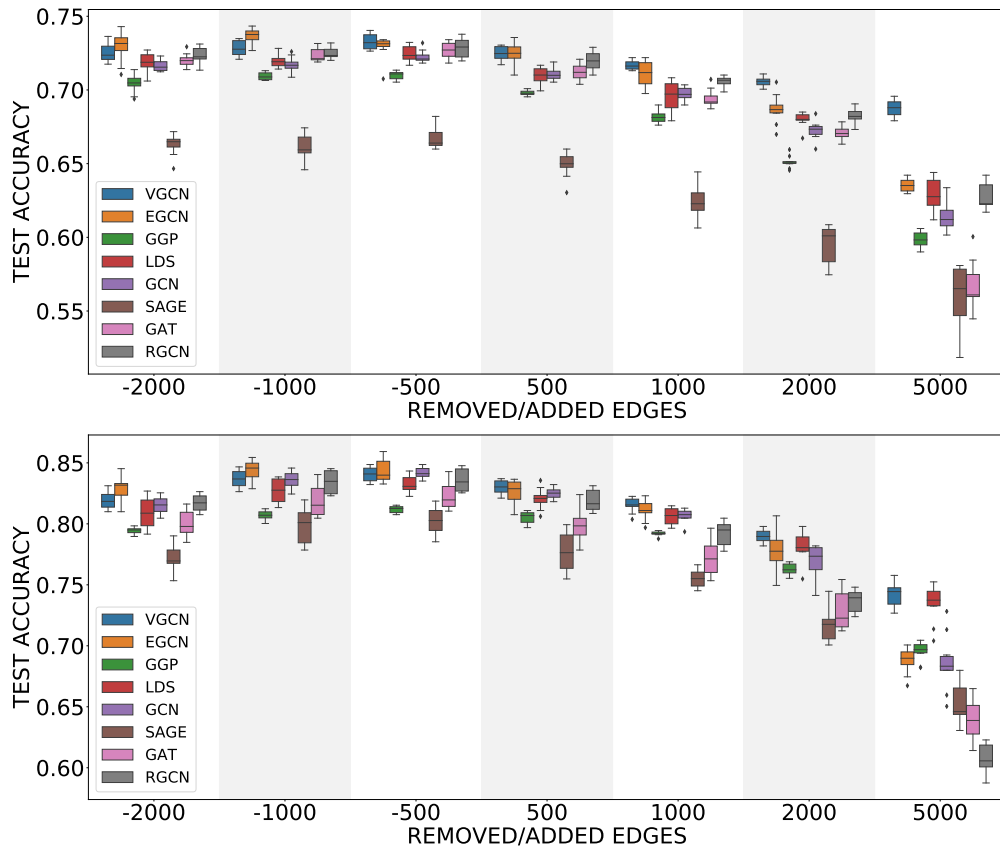 0.75
0.70
0.65
0.60
0.55
TEST ACCURACY
VGCN
EGCN
GGP
LDS
GCN
SAGE
GAT
RGCN
-2000 -1000 -500 500 1000 2000 5000
REMOVED/ADDED EDGES
0.85
0.80
0.75
0.70
0.65
0.60
TEST ACCURACY
VGCN
EGCN
GGP
LDS
GCN
SAGE
GAT
RGCN
-2000 -1000 -500 500 1000 2000 5000
REMOVED/ADDED EDGES